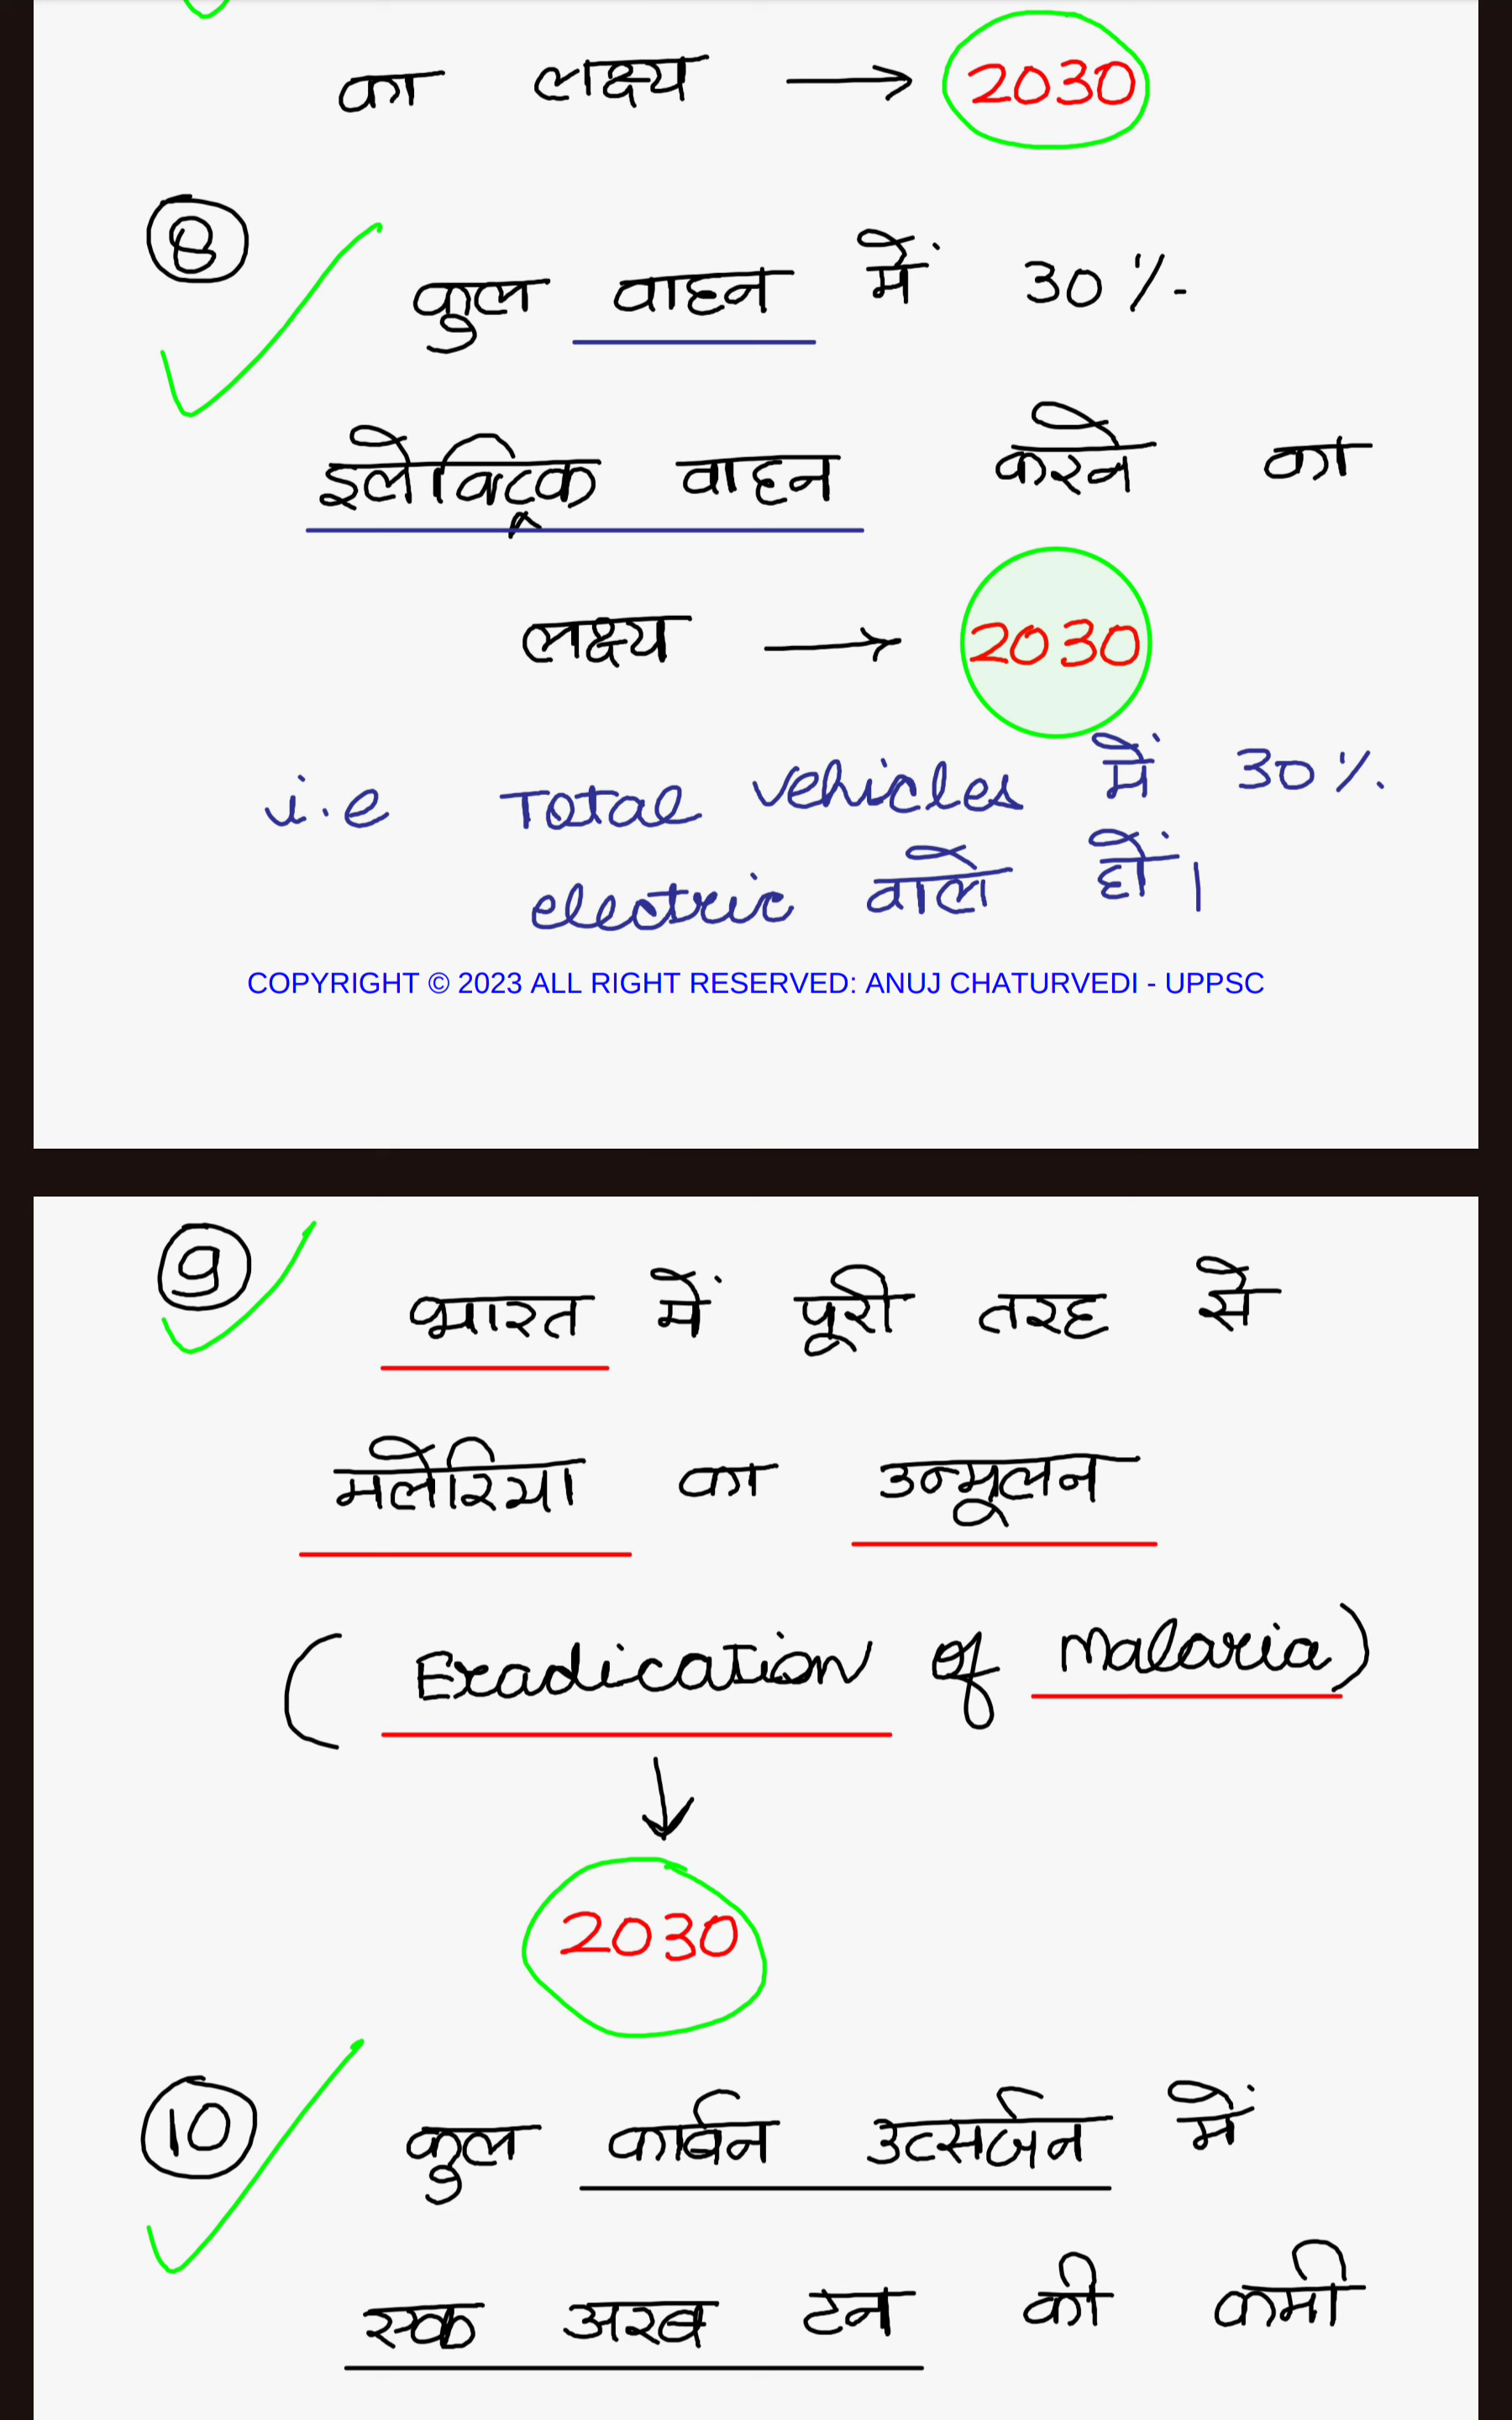 का लक्ष्य → 2030
8 कुल वाहन में 30%
इलेक्ट्रिक वाहन करने का
लक्ष्य → 2030
i.e Total vehicles में 30%.
electric वाले हों।
COPYRIGHT © 2023 ALL RIGHT RESERVED: ANUJ CHATURVEDI - UPPSC
9 भारत में पूरी तरह से
मलेरिया का उन्मूलन
(Eradication of Malaria)
↓
2030
10 कुल कार्बन उत्सर्जन में
एक अरब टन की कमी